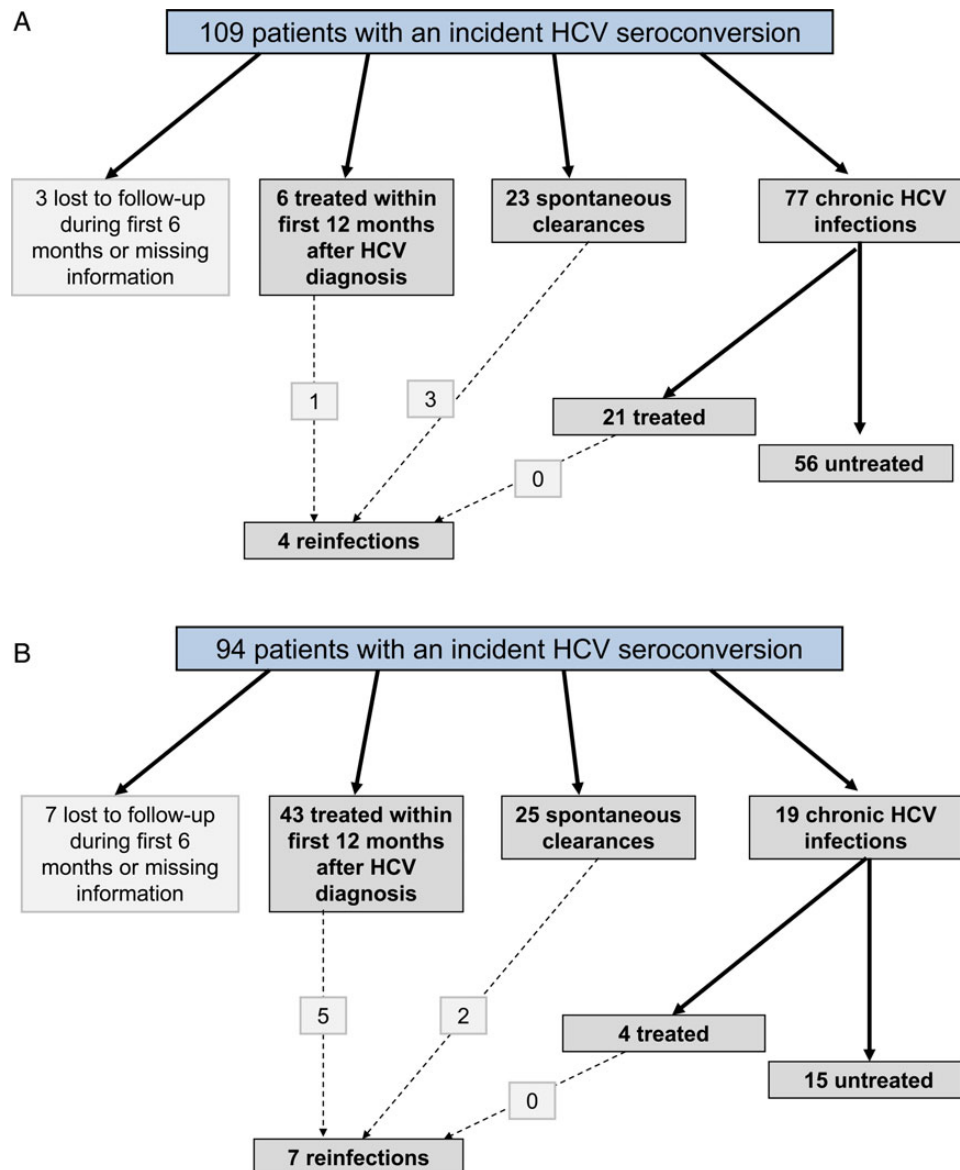 A
109 patients with an incident HCV seroconversion
3 lost to follow-up
during first 6
months or missing
information
6 treated within
first 12 months
after HCV
diagnosis
23 spontaneous
clearances
77 chronic HCV
infections
1
3
21 treated
0
56 untreated
4 reinfections
B
94 patients with an incident HCV seroconversion
7 lost to follow-up
during first 6
months or missing
information
43 treated within
first 12 months
after HCV
diagnosis
25 spontaneous
clearances
19 chronic HCV
infections
5
2
4 treated
0
15 untreated
7 reinfections